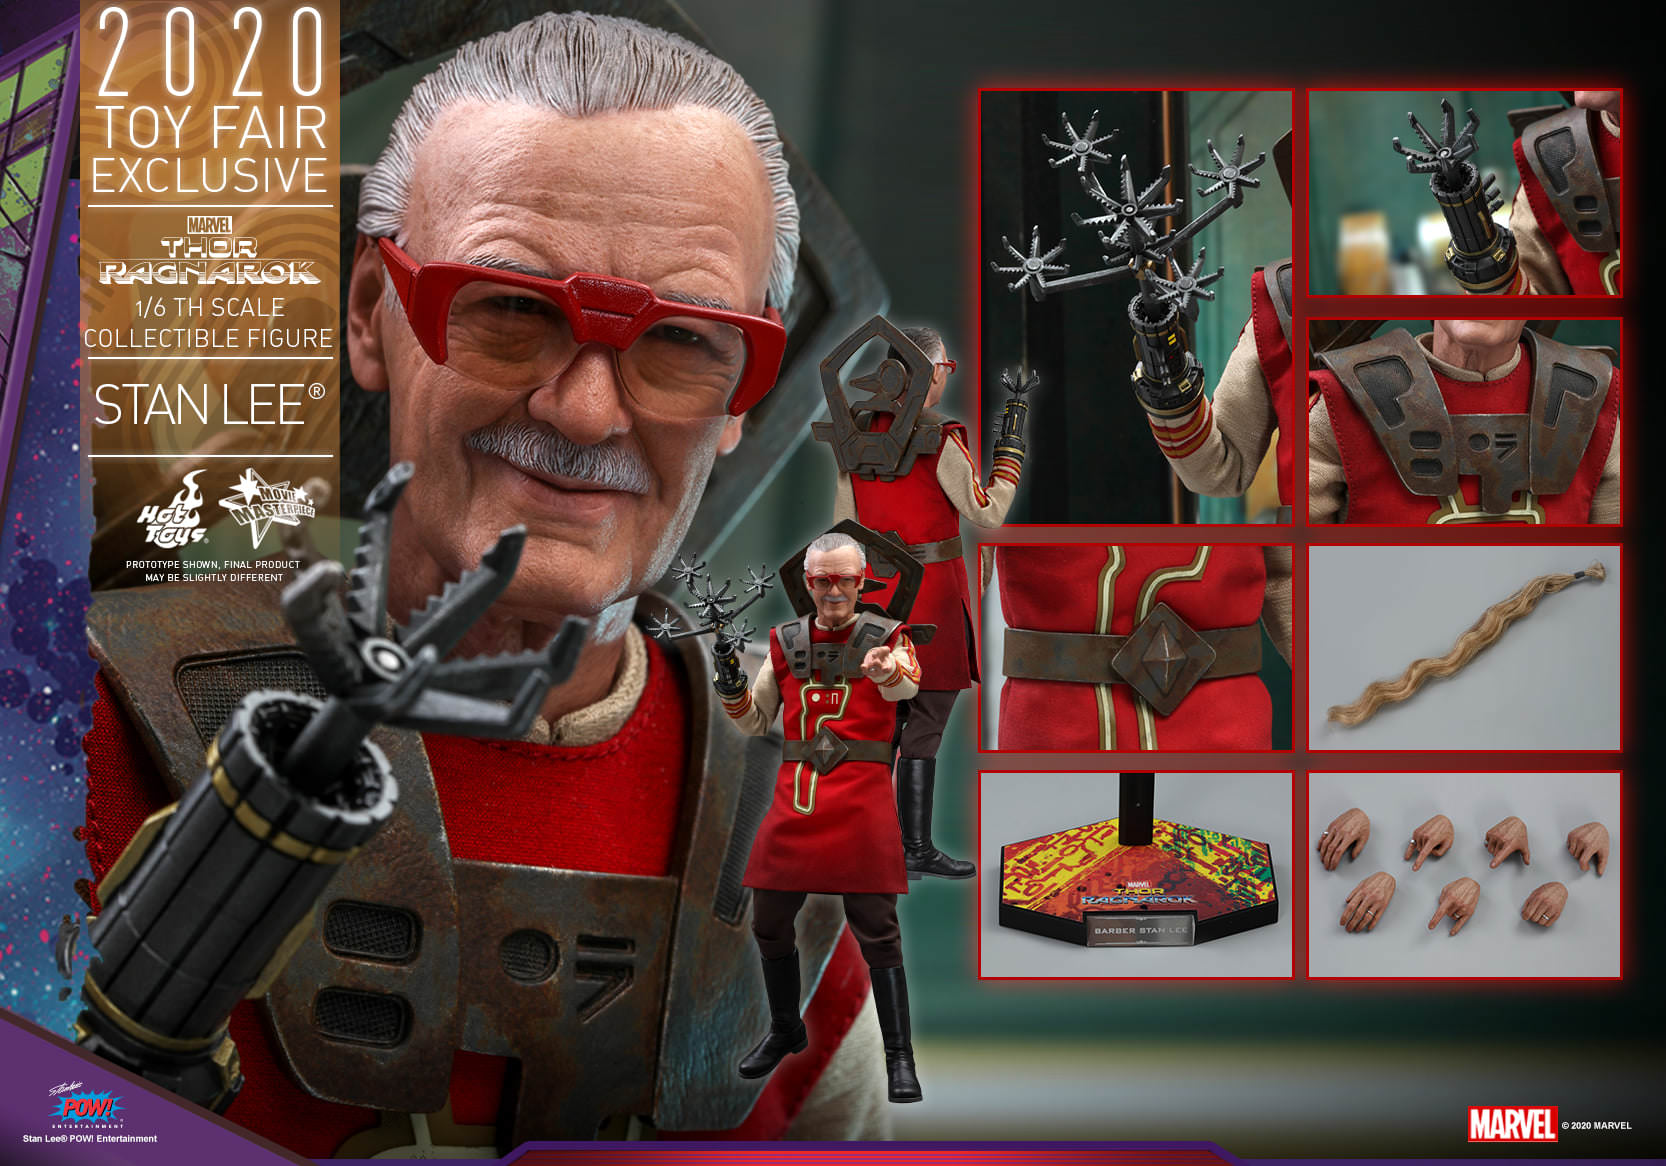 2020
TOY FAIR
EXCLUSIVE
MARVEL
THOR
RAGNAROK
1/6 TH SCALE
COLLECTIBLE FIGURE
STAN LEE®
Hot
Toys®
MOVIE
MASTERPIECE
PROTOTYPE SHOWN, FINAL PRODUCT
MAY BE SLIGHTLY DIFFERENT
MARVEL
THOR
RAGNAROK
BARBER STAN LEE
Stan Lee's
POW!
ENTERTAINMENT
Stan Lee® POW! Entertainment
MARVEL © 2020 MARVEL